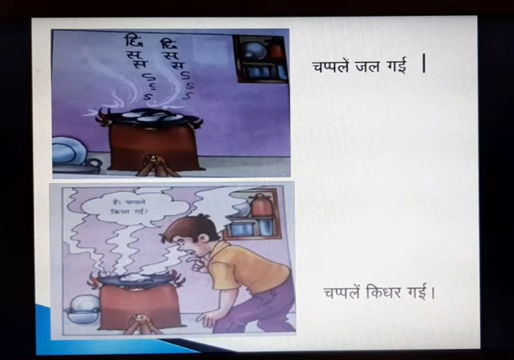 छि छि
स स
स स
ऽ ऽ
ऽ ऽ
ऽ ऽ
चप्पलें जल गई |
हैं! चप्पलें
किधर गई?
चप्पलें किधर गई।